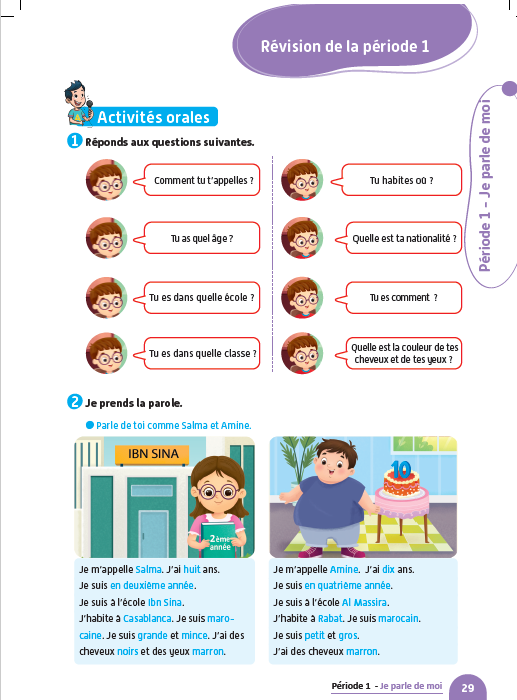 Révision de la période 1
Période 1 - Je parle de moi
Activités orales
1 Réponds aux questions suivantes.
Comment tu t'appelles ?
Tu habites où ?
Tu as quel âge ?
Quelle est ta nationalité ?
Tu es dans quelle école ?
Tu es comment ?
Tu es dans quelle classe ?
Quelle est la couleur de tes
cheveux et de tes yeux ?
2 Je prends la parole.
● Parle de toi comme Salma et Amine.
IBN SINA
2ème
année
Je m'appelle Salma. J'ai huit ans.
Je suis en deuxième année.
Je suis à l'école Ibn Sina.
J'habite à Casablanca. Je suis maro-
caine. Je suis grande et mince. J'ai des
cheveux noirs et des yeux marron.
10
Je m'appelle Amine. J'ai dix ans.
Je suis en quatrième année.
Je suis à l'école Al Massira.
J'habite à Rabat. Je suis marocain.
Je suis petit et gros.
J'ai des cheveux marron.
Période 1 - Je parle de moi
29